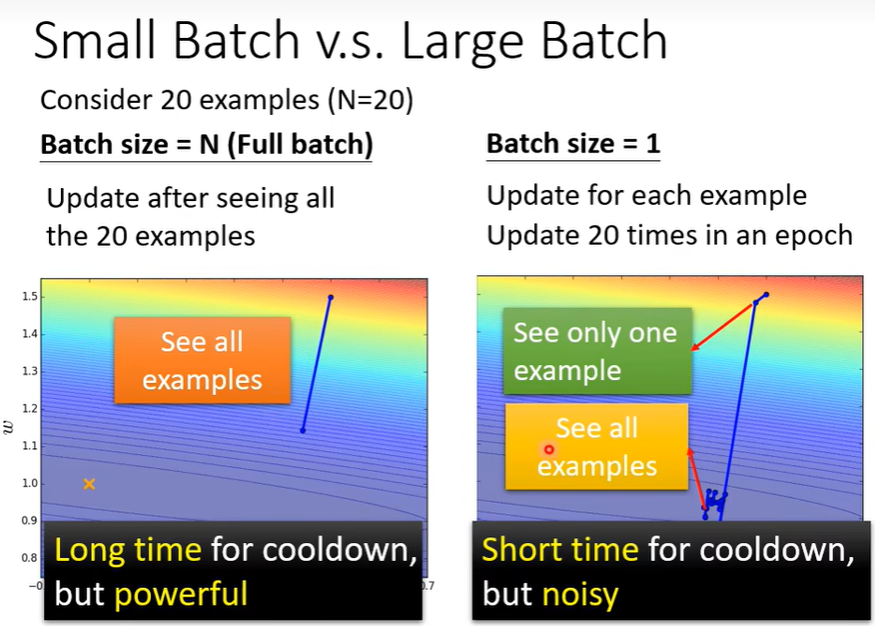 Small Batch v.s. Large Batch
Consider 20 examples (N=20)
Batch size = N (Full batch)
Update after seeing all
the 20 examples
Batch size = 1
Update for each example
Update 20 times in an epoch
1.5
1.4
1.3
1.2
1.1
1.0
0.9
0.8
w
See all
examples
−0
.7
Long time for cooldown,
but powerful
See only one
example
See all
examples
Short time for cooldown,
but noisy